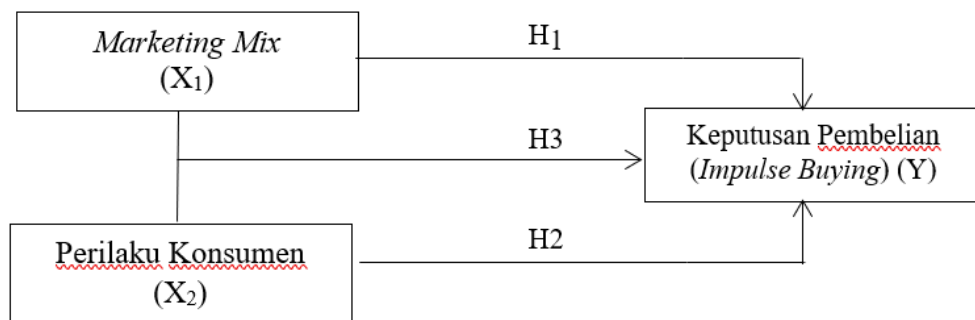 Marketing Mix
(X₁)
H1
H3
Keputusan Pembelian
(Impulse Buying) (Y)
Perilaku Konsumen
(X₂)
H2